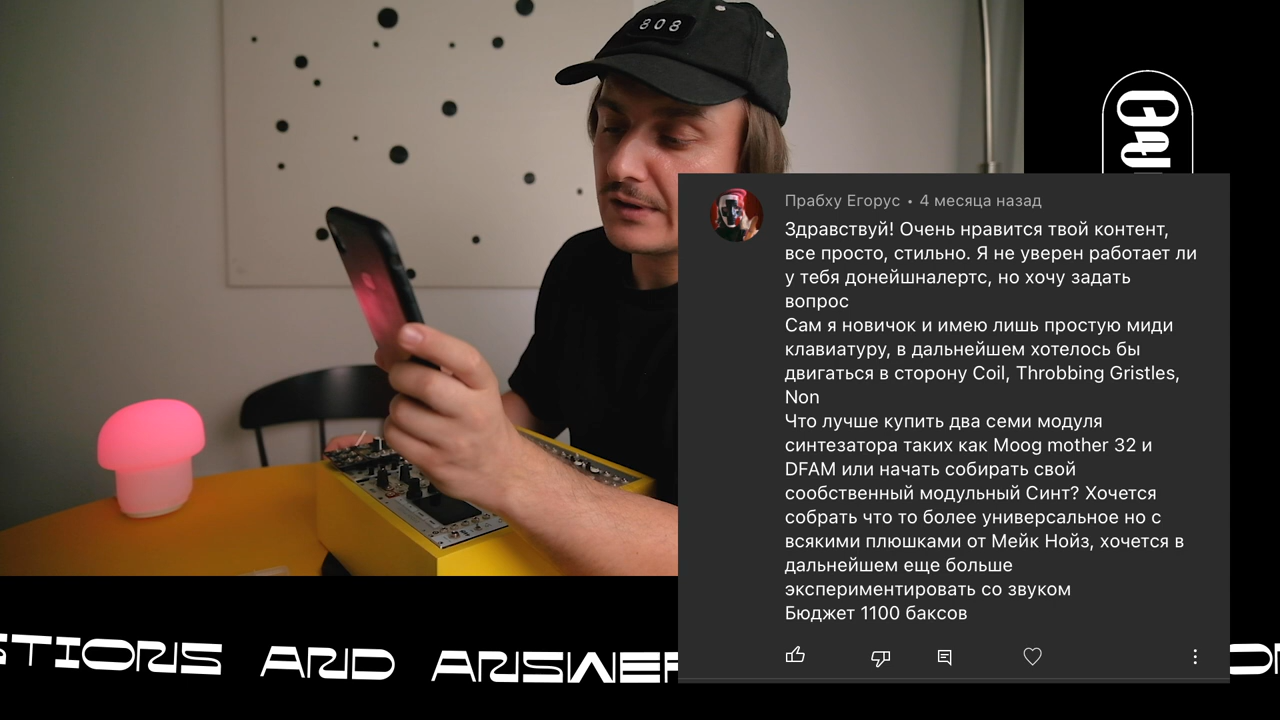 808
Прабху Егорус • 4 месяца назад
Здравствуй! Очень нравится твой контент,
все просто, стильно. Я не уверен работает ли
у тебя донейшналертс, но хочу задать
вопрос
Сам я новичок и имею лишь простую миди
клавиатуру, в дальнейшем хотелось бы
двигаться в сторону Coil, Throbbing Gristles,
Non
Что лучше купить два семи модуля
синтезатора таких как Moog mother 32 и
DFAM или начать собирать свой
сообственный модульный Синт? Хочется
собрать что то более универсальное но с
всякими плюшками от Мейк Нойз, хочется в
дальнейшем еще больше
экспериментировать со звуком
Бюджет 1100 баксов
STIONS AND ANSWER